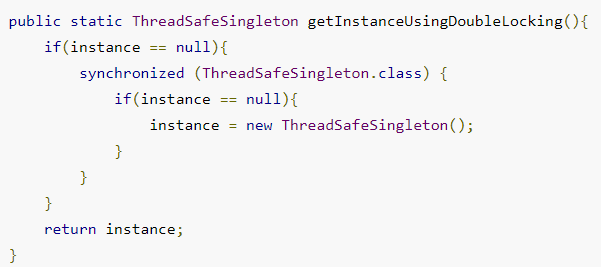 public static ThreadSafeSingleton getInstanceUsingDoubleLocking(){
    if(instance == null){
        synchronized (ThreadSafeSingleton.class) {
            if(instance == null){
                instance = new ThreadSafeSingleton();
            }
        }
    }
    return instance;
}